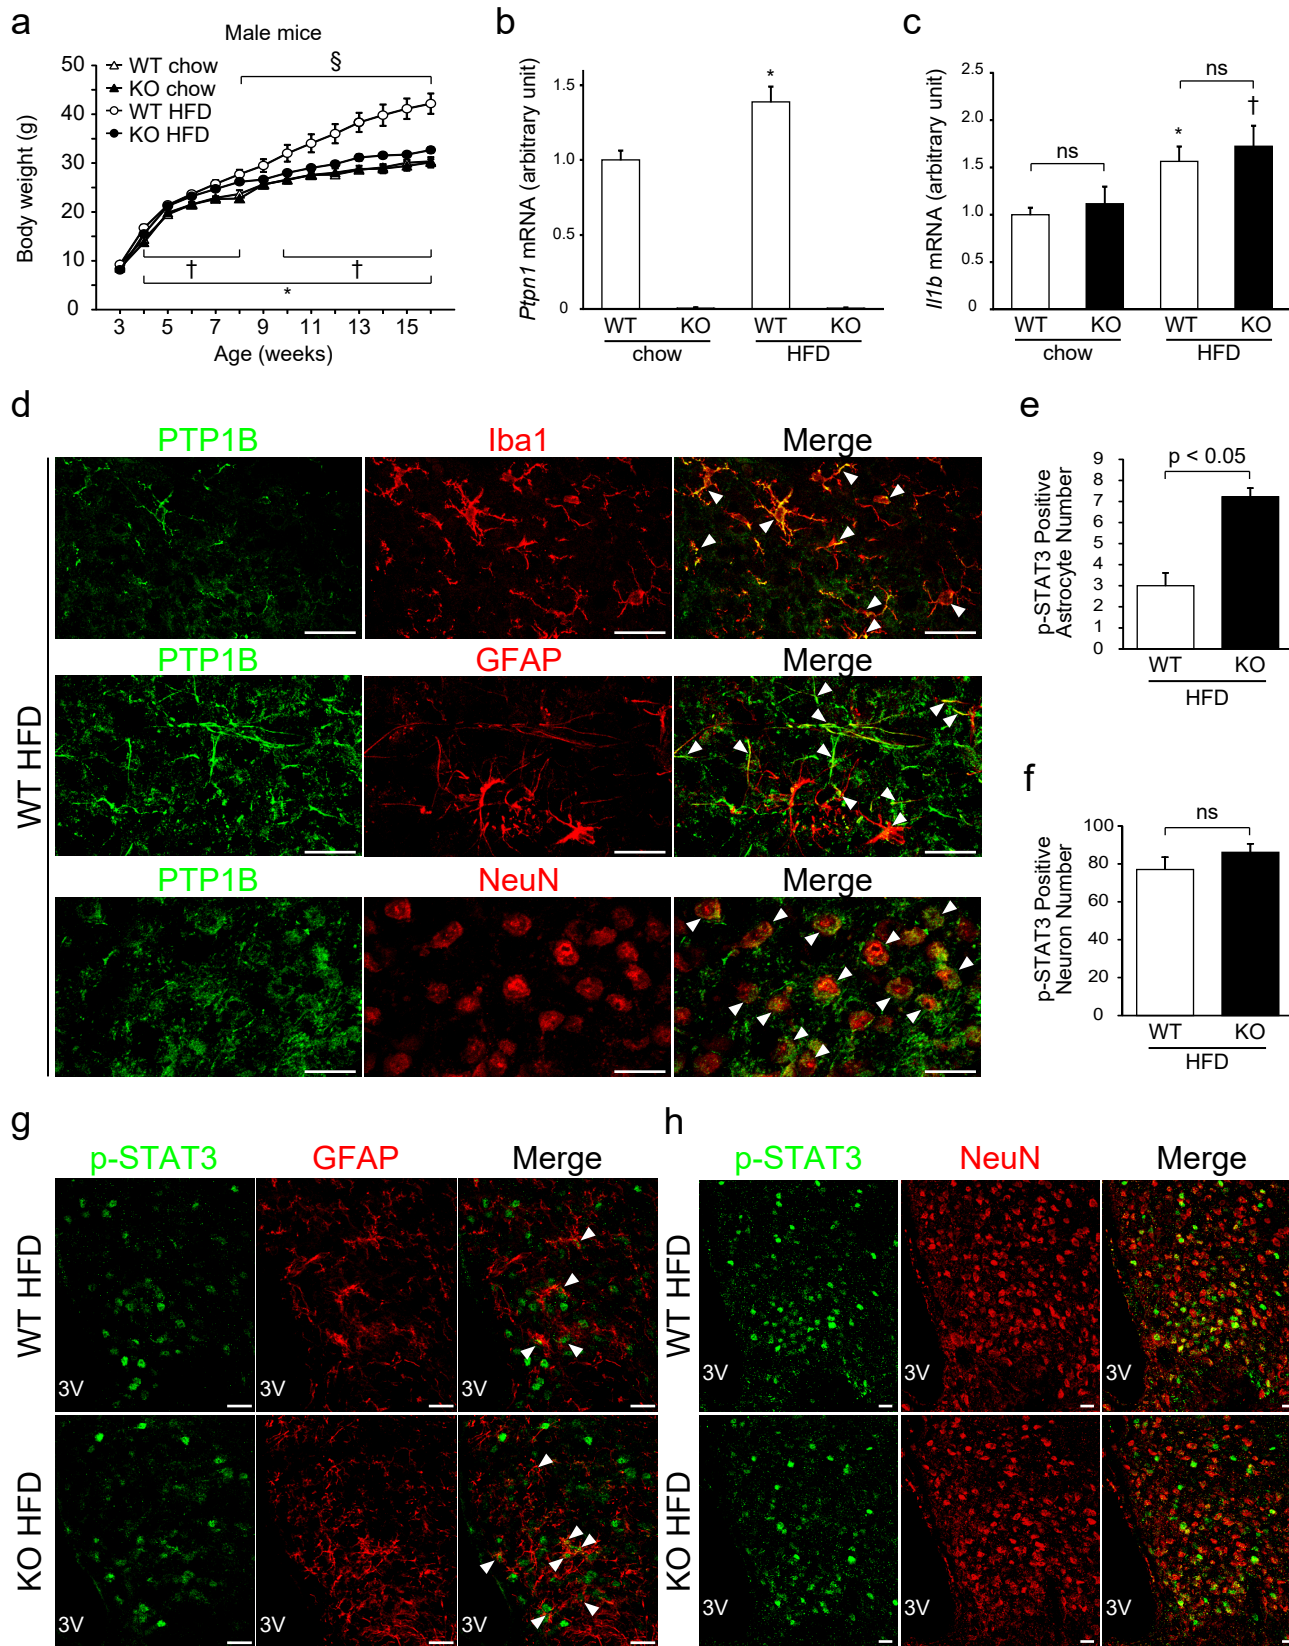 a
Male mice
Body weight (g)
50
40
30
20
10
0
WT chow
KO chow
WT HFD
KO HFD
§
†
†
*
3 5 7 9 11 13 15
Age (weeks)
b
Ptpn1 mRNA (arbitrary unit)
1.5
1.0
0.5
0
*
WT KO WT KO
chow HFD
c
Il1b mRNA (arbitrary unit)
2.5
2.0
1.5
1.0
0.5
0.0
ns
ns
*
†
WT KO WT KO
chow HFD
d
WT HFD
PTP1B Iba1 Merge
PTP1B GFAP Merge
PTP1B NeuN Merge
e
p-STAT3 Positive
Astrocyte Number
9
8
7
6
5
4
3
2
1
0
p < 0.05
WT KO
HFD
f
p-STAT3 Positive
Neuron Number
100
80
60
40
20
0
ns
WT KO
HFD
g
p-STAT3 GFAP Merge
WT HFD
3V 3V 3V
KO HFD
3V 3V 3V
h
p-STAT3 NeuN Merge
WT HFD
3V 3V 3V
KO HFD
3V 3V 3V